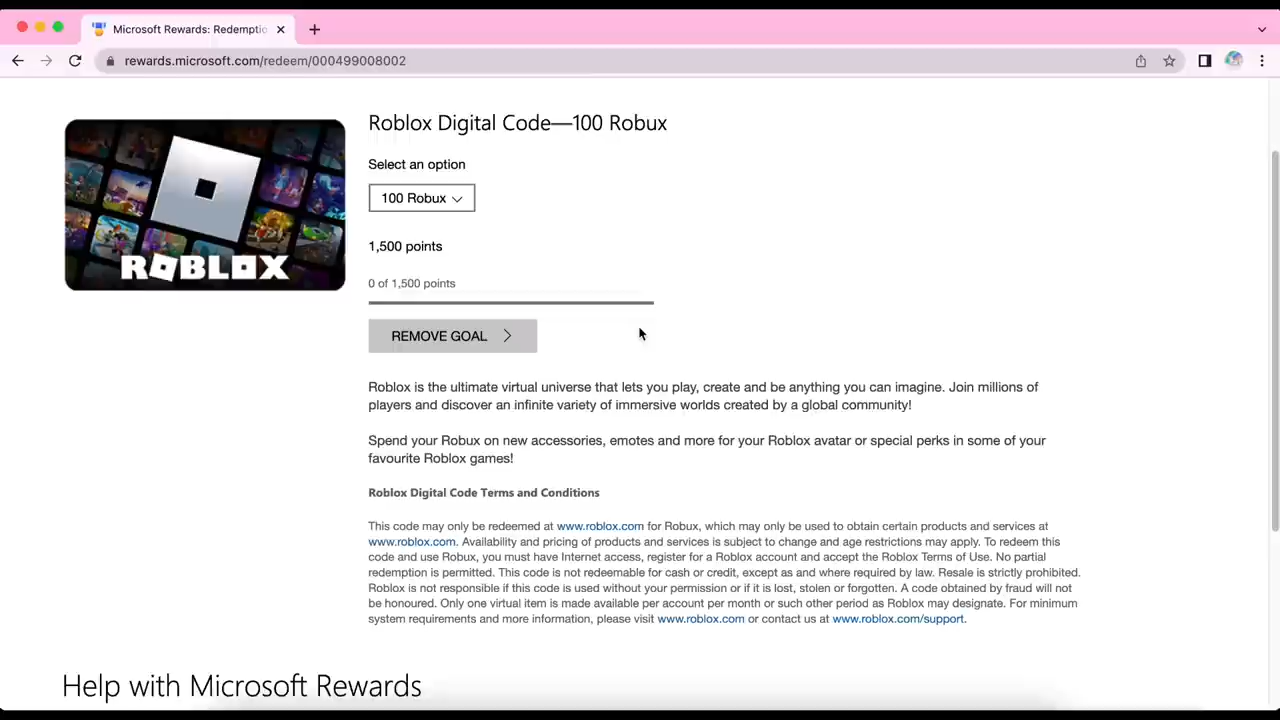 Microsoft Rewards: Redemptio
rewards.microsoft.com/redeem/000499008002
Roblox Digital Code—100 Robux
Select an option
100 Robux
1,500 points
0 of 1,500 points
REMOVE GOAL
ROBLOX
Roblox is the ultimate virtual universe that lets you play, create and be anything you can imagine. Join millions of
players and discover an infinite variety of immersive worlds created by a global community!
Spend your Robux on new accessories, emotes and more for your Roblox avatar or special perks in some of your
favourite Roblox games!
Roblox Digital Code Terms and Conditions
This code may only be redeemed at www.roblox.com for Robux, which may only be used to obtain certain products and services at
www.roblox.com. Availability and pricing of products and services is subject to change and age restrictions may apply. To redeem this
code and use Robux, you must have Internet access, register for a Roblox account and accept the Roblox Terms of Use. No partial
redemption is permitted. This code is not redeemable for cash or credit, except as and where required by law. Resale is strictly prohibited.
Roblox is not responsible if this code is used without your permission or if it is lost, stolen or forgotten. A code obtained by fraud will not
be honoured. Only one virtual item is made available per account per month or such other period as Roblox may designate. For minimum
system requirements and more information, please visit www.roblox.com or contact us at www.roblox.com/support.
Help with Microsoft Rewards